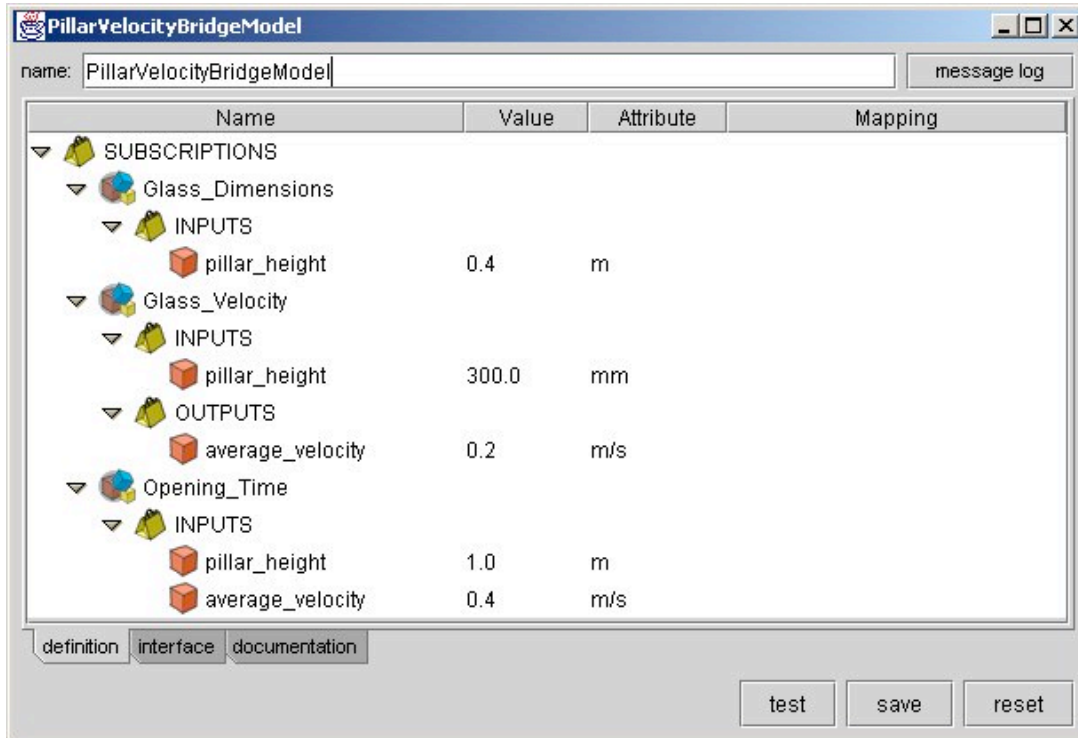 PillarVelocityBridgeModel
name: PillarVelocityBridgeModel message log
Name Value Attribute Mapping
SUBSCRIPTIONS
Glass_Dimensions
INPUTS
pillar_height 0.4 m
Glass_Velocity
INPUTS
pillar_height 300.0 mm
OUTPUTS
average_velocity 0.2 m/s
Opening_Time
INPUTS
pillar_height 1.0 m
average_velocity 0.4 m/s
definition interface documentation
test save reset